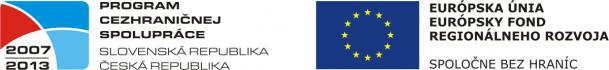 2007
2013
PROGRAM
CEZHRANIČNEJ
SPOLUPRÁCE
SLOVENSKÁ REPUBLIKA
ČESKÁ REPUBLIKA
EURÓPSKA ÚNIA
EURÓPSKY FOND
REGIONÁLNEHO ROZVOJA
SPOLOČNE BEZ HRANÍC